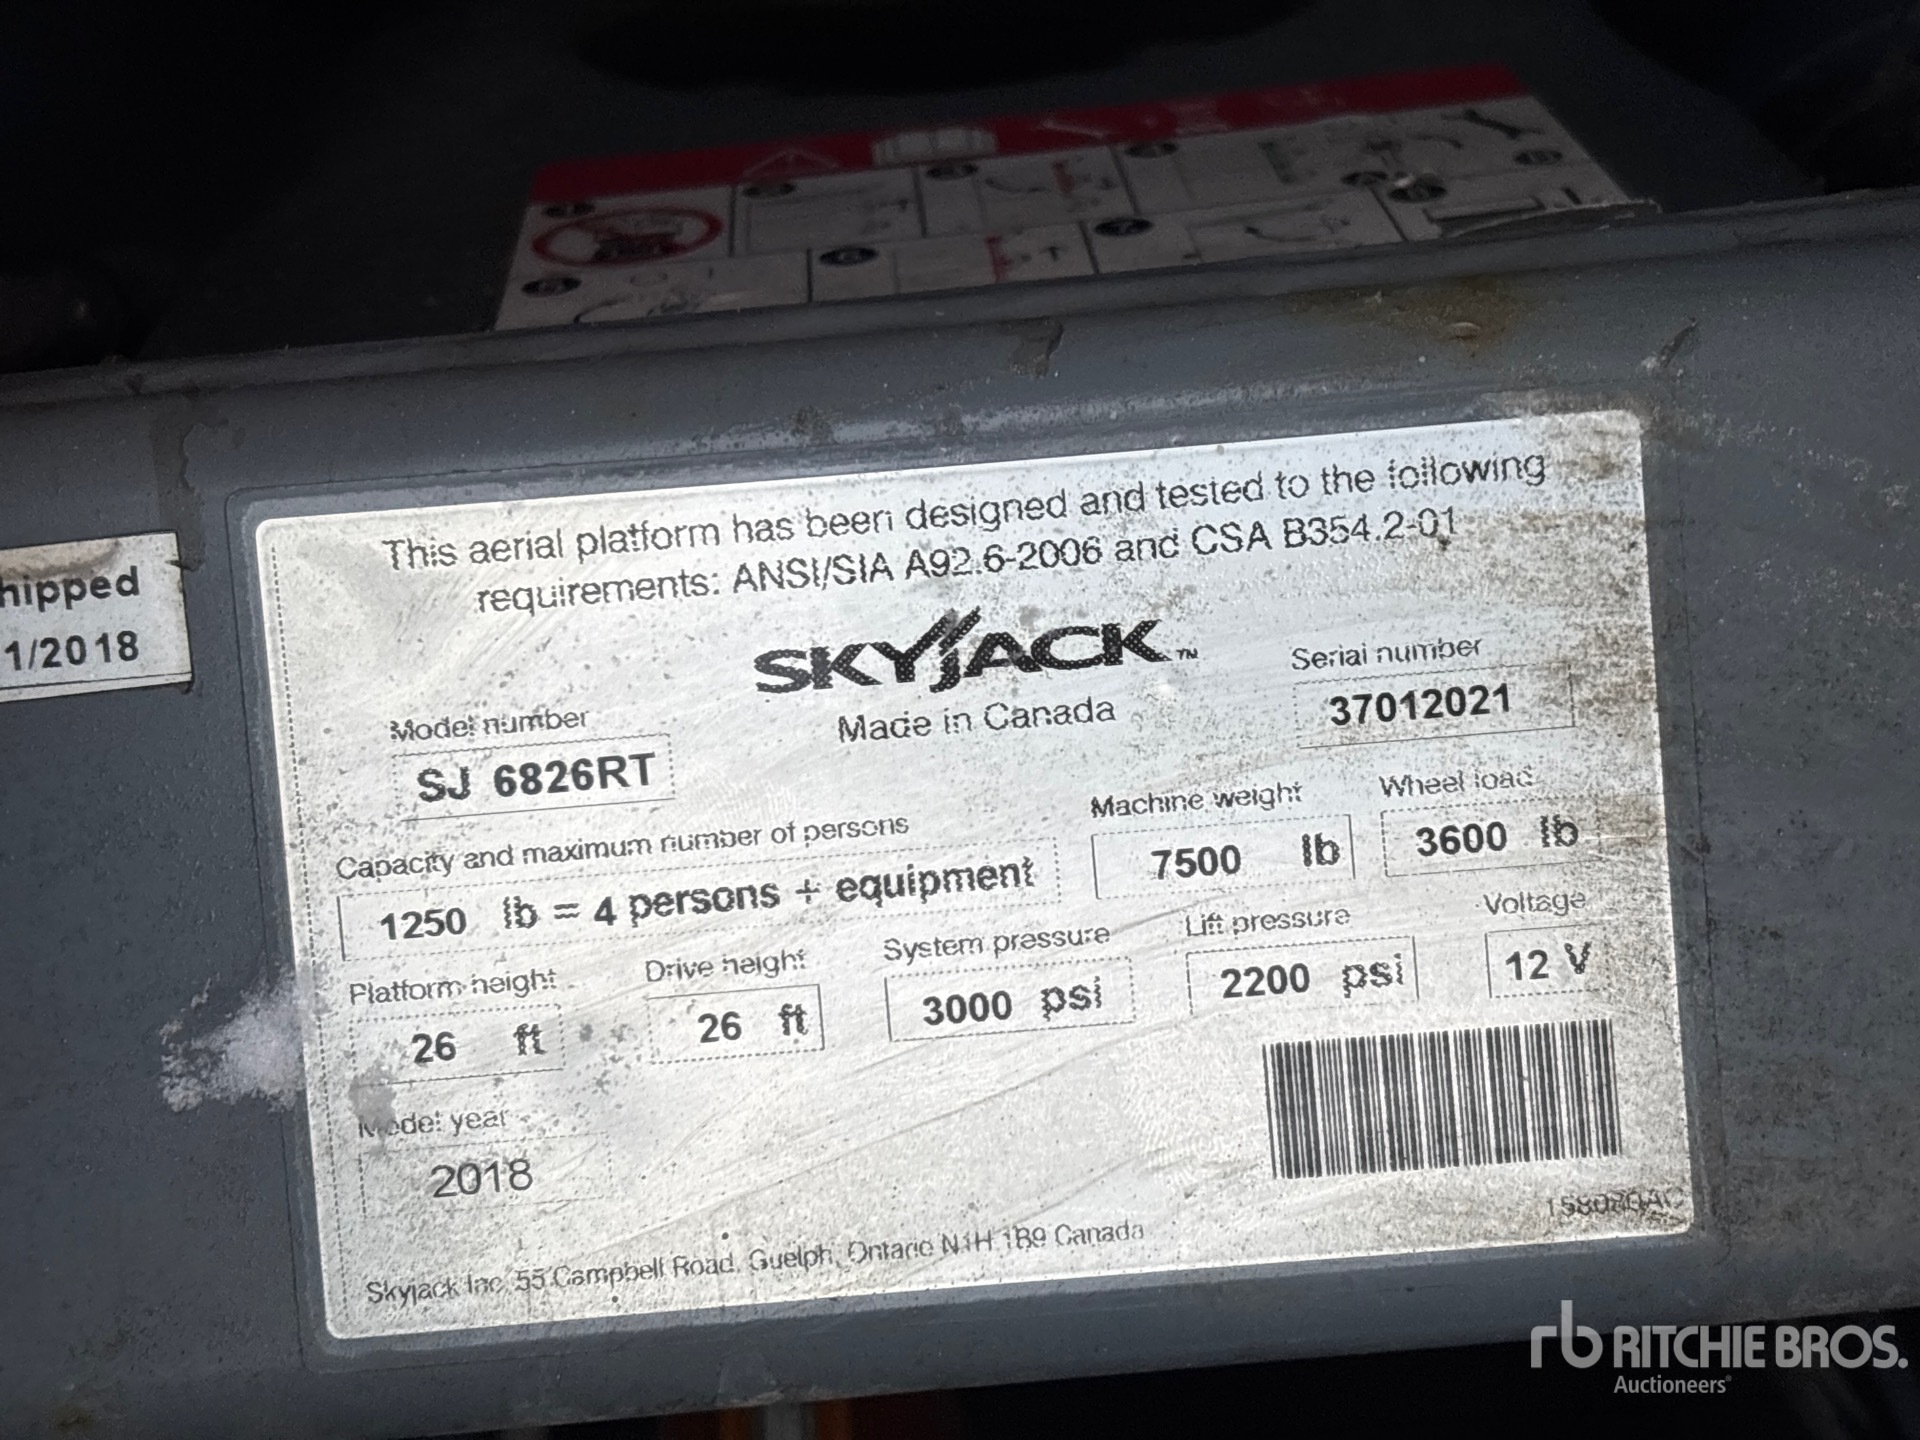 hipped
1/2018
This aerial platform has been designed and tested to the following
requirements: ANSI/SIA A92.6-2006 and CSA B354.2-01
SKYJACK™
Made in Canada
Serial number
37012021
Model number
SJ 6826RT
Capacity and maximum number of persons
1250 lb = 4 persons + equipment
Machine weight
7500 lb
Wheel load
3600 lb
Platform height
26 ft
Drive height
26 ft
System pressure
3000 psi
Lift pressure
2200 psi
Voltage
12 V
Model year
2018
Skyjack Inc. 55 Campbell Road, Guelph, Ontario N1H 1B9 Canada
rb RITCHIE BROS.
Auctioneers®